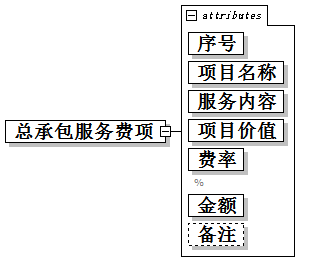 attributes
序号
项目名称
服务内容
总承包服务费项
项目价值
费率
%
金额
备注